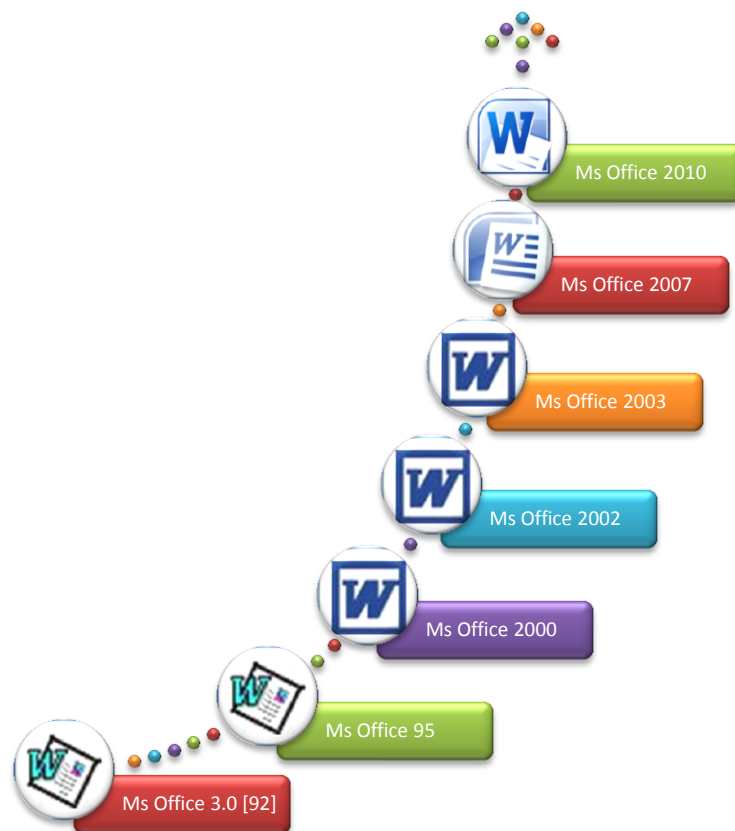 W
Ms Office 2010
W
Ms Office 2007
W
Ms Office 2003
W
Ms Office 2002
W
Ms Office 2000
W
Ms Office 95
W
Ms Office 3.0 [92]